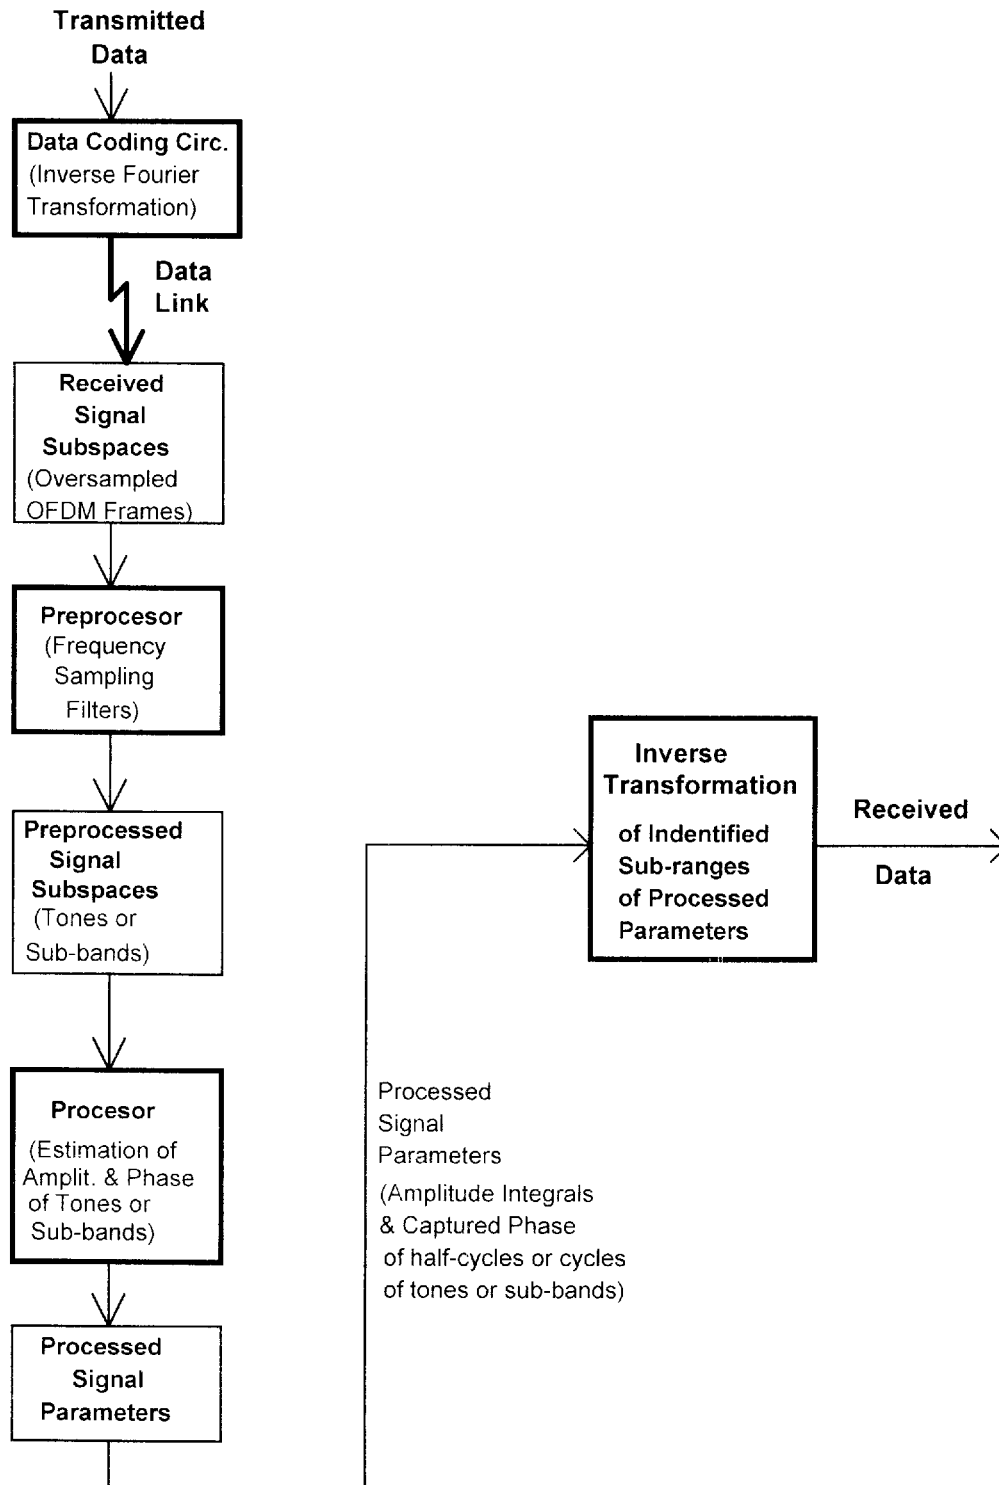 Transmitted
Data
Data Coding Circ.
(Inverse Fourier
Transformation)
Data
Link
Received
Signal
Subspaces
(Oversampled
OFDM Frames)
Preprocesor
(Frequency
Sampling
Filters)
Preprocessed
Signal
Subspaces
(Tones or
Sub-bands)
Procesor
(Estimation of
Amplit. & Phase
of Tones or
Sub-bands)
Processed
Signal
Parameters
Processed
Signal
Parameters
(Amplitude Integrals
& Captured Phase
of half-cycles or cycles
of tones or sub-bands)
Inverse
Transformation
of Indentified
Sub-ranges
of Processed
Parameters
Received
Data